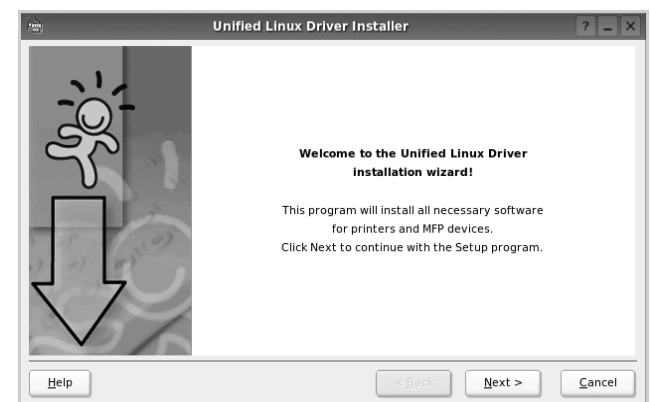 Unified Linux Driver Installer
Welcome to the Unified Linux Driver
installation wizard!
This program will install all necessary software
for printers and MFP devices.
Click Next to continue with the Setup program.
Help
< Back
Next >
Cancel